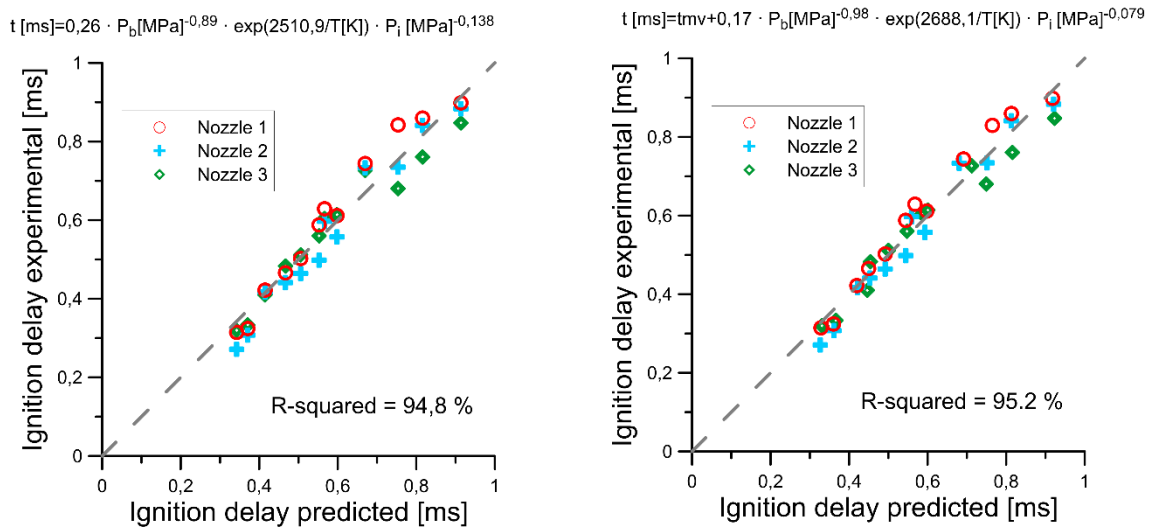 t [ms]=0,26 · P_b[MPa]^-0,89 · exp(2510,9/T[K]) · P_i [MPa]^-0,138
Ignition delay experimental [ms]
1
0,8
0,6
0,4
0,2
0
Nozzle 1
Nozzle 2
Nozzle 3
R-squared = 94,8 %
0 0,2 0,4 0,6 0,8 1
Ignition delay predicted [ms]
t [ms]=tmv+0,17 · P_b[MPa]^-0,98 · exp(2688,1/T[K]) · P_i [MPa]^-0,079
Ignition delay experimental [ms]
1
0,8
0,6
0,4
0,2
0
Nozzle 1
Nozzle 2
Nozzle 3
R-squared = 95.2 %
0 0,2 0,4 0,6 0,8 1
Ignition delay predicted [ms]